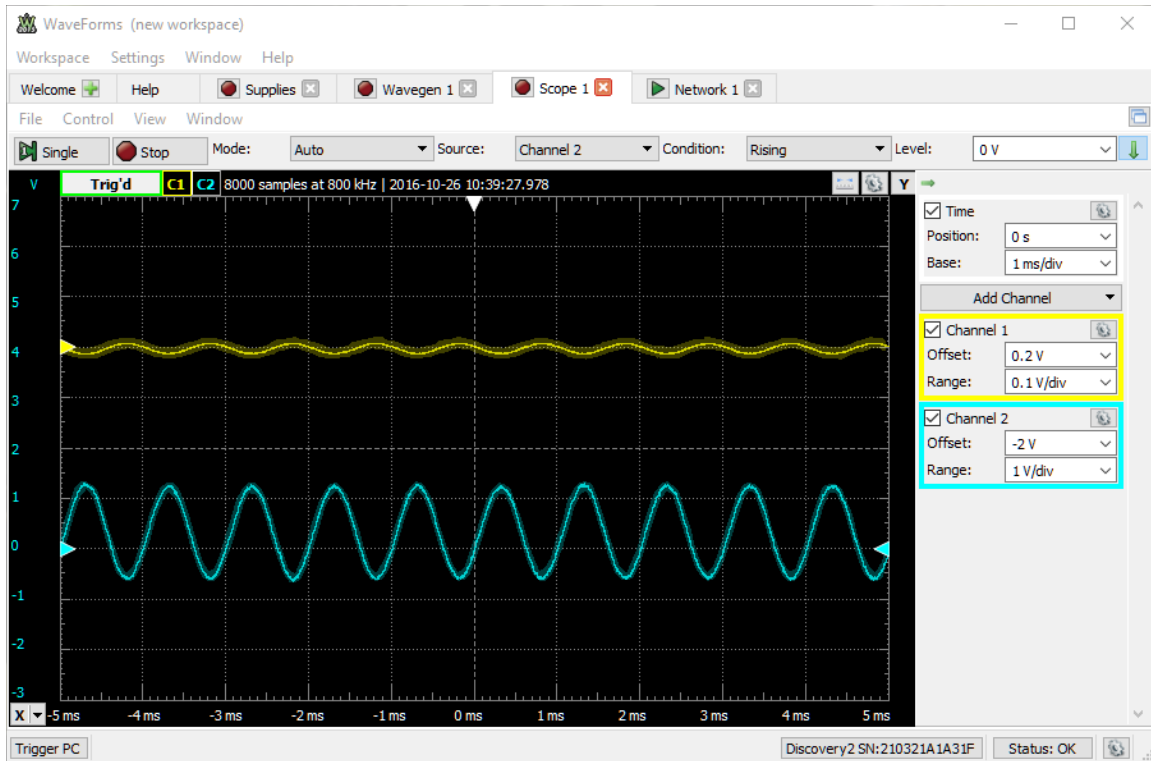 WaveForms (new workspace)
Workspace Settings Window Help
Welcome Help Supplies Wavegen 1 Scope 1 Network 1
File Control View Window
Single Stop Mode: Auto Source: Channel 2 Condition: Rising Level: 0 V
V Trig'd C1 C2 8000 samples at 800 kHz | 2016-10-26 10:39:27.978 Y
7
6
5
4
3
2
1
0
-1
-2
-3
X -5 ms -4 ms -3 ms -2 ms -1 ms 0 ms 1 ms 2 ms 3 ms 4 ms 5 ms
Time
Position: 0 s
Base: 1 ms/div
Add Channel
Channel 1
Offset: 0.2 V
Range: 0.1 V/div
Channel 2
Offset: -2 V
Range: 1 V/div
Trigger PC Discovery2 SN:210321A1A31F Status: OK